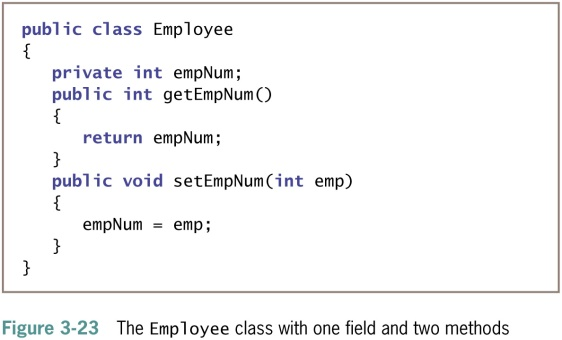 public class Employee
{
private int empNum;
public int getEmpNum()
{
return empNum;
}
public void setEmpNum(int emp)
{
empNum = emp;
}
}
Figure 3-23 The Employee class with one field and two methods